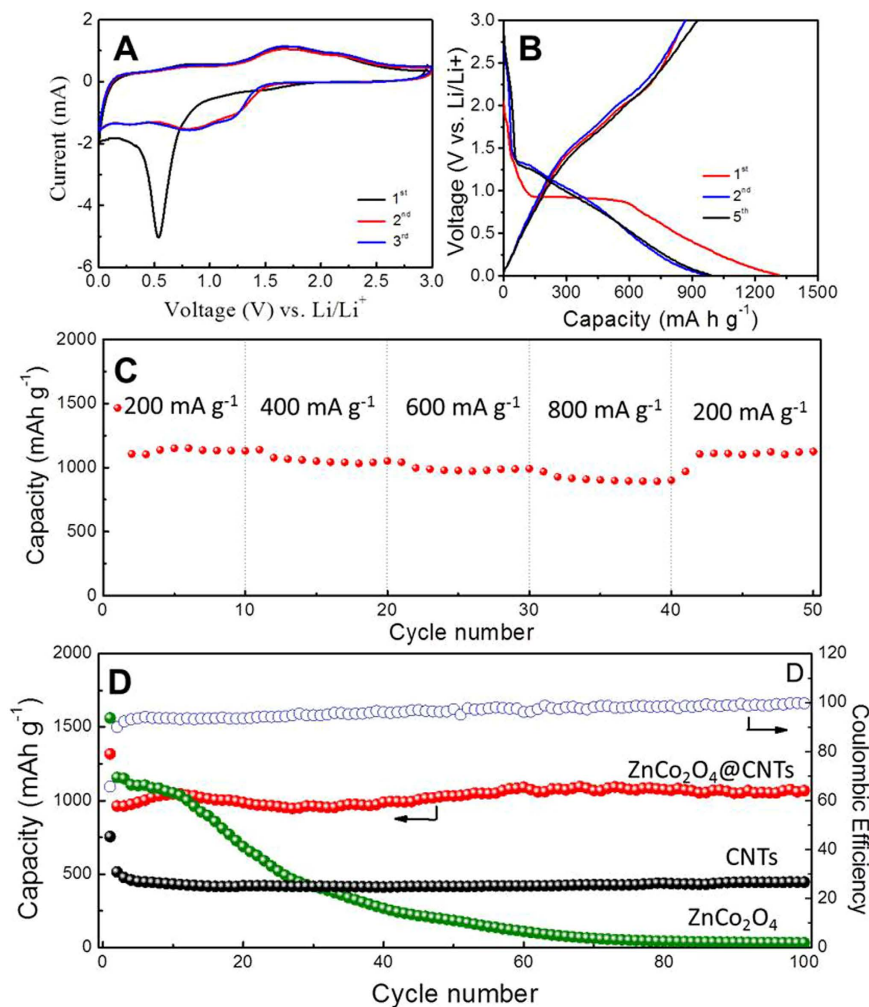 A
Current (mA)
2
0
-2
-4
-6
1st
2nd
3rd
0.0 0.5 1.0 1.5 2.0 2.5 3.0
Voltage (V) vs. Li/Li+
B
Voltage (V vs. Li/Li+)
3.0
2.5
2.0
1.5
1.0
0.5
0.0
1st
2nd
5th
0 300 600 900 1200 1500
Capacity (mA h g-1)
C
Capacity (mAh g-1)
2000
1500
1000
500
0
200 mA g-1 400 mA g-1 600 mA g-1 800 mA g-1 200 mA g-1
0 10 20 30 40 50
Cycle number
D
D
Capacity (mAh g-1)
2000
1500
1000
500
0
ZnCo2O4@CNTs
CNTs
ZnCo2O4
120
100
80
60
40
20
0
Coulombic Efficiency
0 20 40 60 80 100
Cycle number